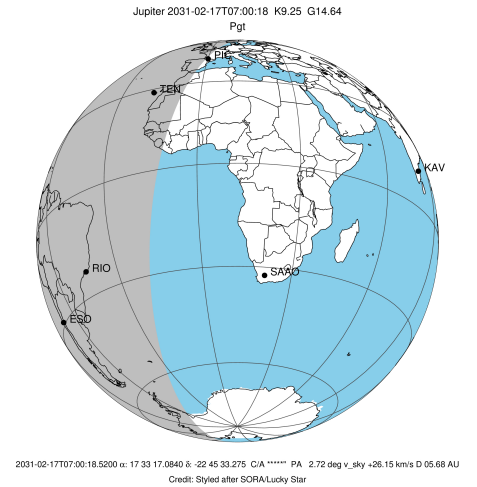 Jupiter 2031-02-17T07:00:18 K9.25 G14.64
Pgt
PIC
TEN
KAV
RIO
SAAO
ESO
2031-02-17T07:00:18.5200 α: 17 33 17.0840 δ: -22 45 33.275 C/A *****" PA 2.72 deg v_sky +26.15 km/s D 05.68 AU
Credit: Styled after SORA/Lucky Star